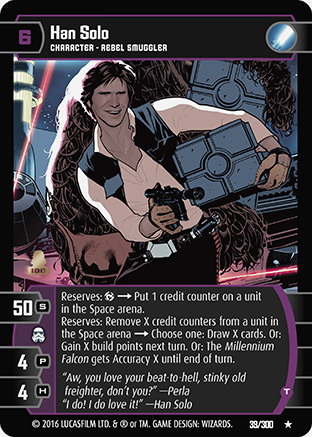 6
Han Solo
CHARACTER - REBEL SMUGGLER
IDC
50 S
4 P
4 H
Reserves: → Put 1 credit counter on a unit
in the Space arena.
Reserves: Remove X credit counters from a unit in
the Space arena → Choose one: Draw X cards. Or:
Gain X build points next turn. Or: The Millennium
Falcon gets Accuracy X until end of turn.
“Aw, you love your beat-to-hell, stinky old
freighter, don’t you?” —Perla
“I do! I do love it!” —Han Solo
T
© 2016 LUCASFILM LTD. & ® or TM. GAME DESIGN: WIZARDS.
39/300 ★